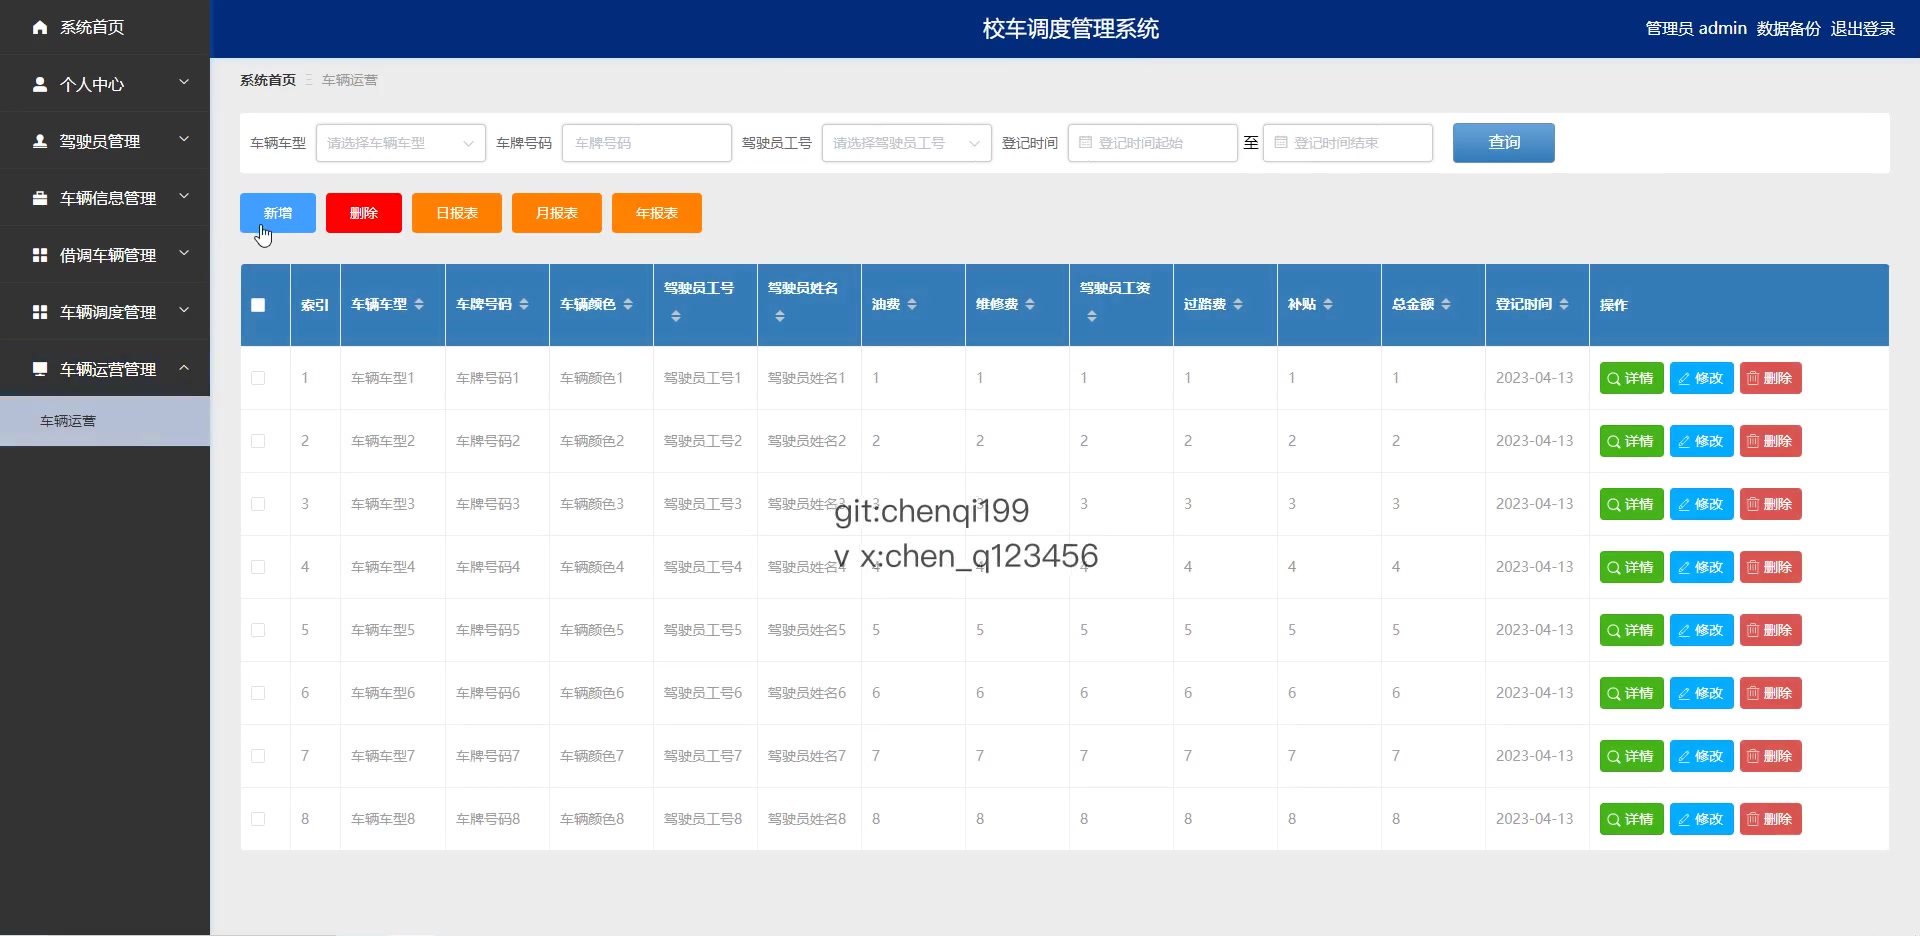 系统首页
个人中心
驾驶员管理
车辆信息管理
借调车辆管理
车辆调度管理
车辆运营管理
车辆运营
校车调度管理系统
管理员 admin 数据备份 退出登录
系统首页 车辆运营
车辆车型 请选择车辆车型 车牌号码 车牌号码 驾驶员工号 请选择驾驶员工号 登记时间 登记时间起始 至 登记时间结束 查询
新增 删除 日报表 月报表 年报表
索引 车辆车型 车牌号码 车辆颜色 驾驶员工号 驾驶员姓名 油费 维修费 驾驶员工资 过路费 补贴 总金额 登记时间 操作
1 车辆车型1 车牌号码1 车辆颜色1 驾驶员工号1 驾驶员姓名1 1 1 1 1 1 1 2023-04-13 详情 修改 删除
2 车辆车型2 车牌号码2 车辆颜色2 驾驶员工号2 驾驶员姓名2 2 2 2 2 2 2 2023-04-13 详情 修改 删除
3 车辆车型3 车牌号码3 车辆颜色3 驾驶员工号3 驾驶员姓名3 3 3 3 3 3 3 2023-04-13 详情 修改 删除
git:chenqi199
v x:chen_q123456
4 车辆车型4 车牌号码4 车辆颜色4 驾驶员工号4 驾驶员姓名4 4 4 4 4 4 4 2023-04-13 详情 修改 删除
5 车辆车型5 车牌号码5 车辆颜色5 驾驶员工号5 驾驶员姓名5 5 5 5 5 5 5 2023-04-13 详情 修改 删除
6 车辆车型6 车牌号码6 车辆颜色6 驾驶员工号6 驾驶员姓名6 6 6 6 6 6 6 2023-04-13 详情 修改 删除
7 车辆车型7 车牌号码7 车辆颜色7 驾驶员工号7 驾驶员姓名7 7 7 7 7 7 7 2023-04-13 详情 修改 删除
8 车辆车型8 车牌号码8 车辆颜色8 驾驶员工号8 驾驶员姓名8 8 8 8 8 8 8 2023-04-13 详情 修改 删除